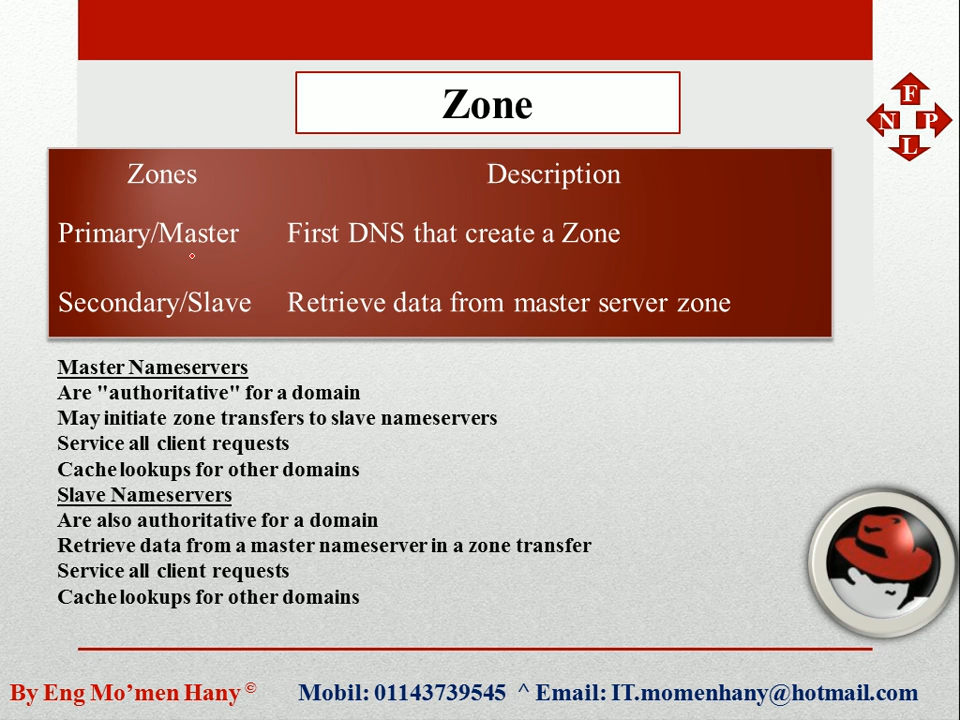 Zone
F
N P
L
Zones Description
Primary/Master First DNS that create a Zone
Secondary/Slave Retrieve data from master server zone
Master Nameservers
Are "authoritative" for a domain
May initiate zone transfers to slave nameservers
Service all client requests
Cache lookups for other domains
Slave Nameservers
Are also authoritative for a domain
Retrieve data from a master nameserver in a zone transfer
Service all client requests
Cache lookups for other domains
By Eng Mo’men Hany © Mobil: 01143739545 ^ Email: IT.momenhany@hotmail.com